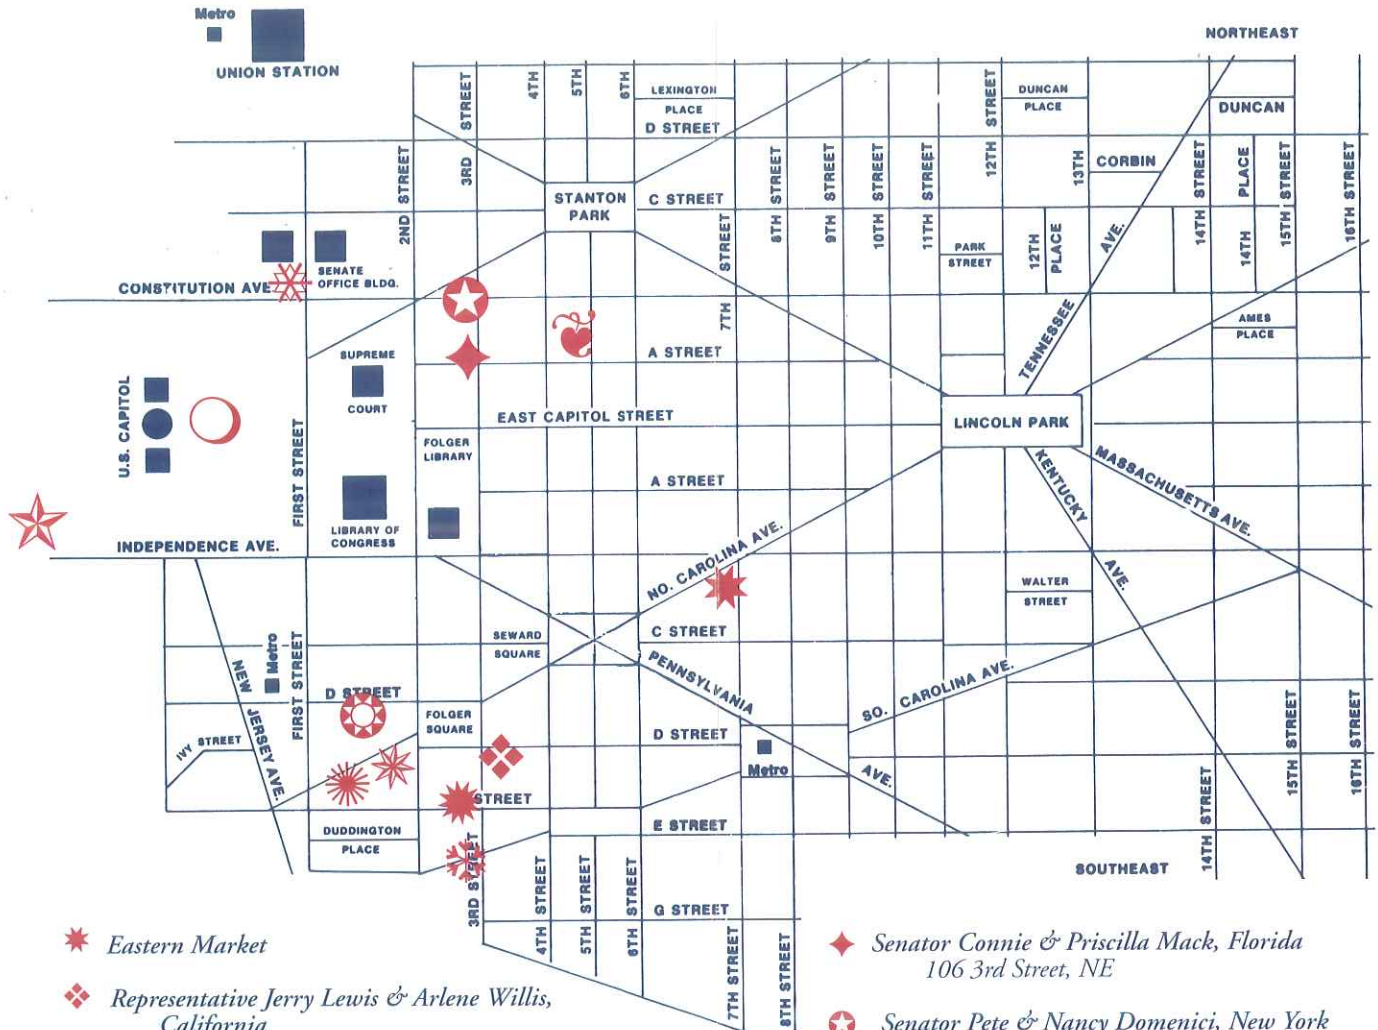 Metro
UNION STATION
NORTHEAST
3RD STREET
4TH
5TH
6TH
LEXINGTON
PLACE
D STREET
12TH STREET
DUNCAN
PLACE
DUNCAN
2ND STREET
STANTON
PARK
C STREET
7TH STREET
8TH STREET
9TH STREET
10TH STREET
11TH STREET
13TH
CORBIN
14TH STREET
14TH PLACE
15TH STREET
16TH STREET
PARK
STREET
12TH
PLACE
TENNESSEE AVE.
CONSTITUTION AVE
SENATE
OFFICE BLDG.
AMES
PLACE
SUPREME
COURT
A STREET
U.S. CAPITOL
FIRST STREET
EAST CAPITOL STREET
LINCOLN PARK
FOLGER
LIBRARY
A STREET
KENTUCKY AVE.
MASSACHUSETTS AVE.
LIBRARY OF
CONGRESS
INDEPENDENCE AVE.
NO. CAROLINA AVE.
WALTER
STREET
SEWARD
SQUARE
C STREET
PENNSYLVANIA AVE.
Metro
FIRST STREET
NEW JERSEY AVE.
IVY STREET
D STREET
FOLGER
SQUARE
D STREET
Metro
SO. CAROLINA AVE.
STREET
E STREET
DUDDINGTON
PLACE
3RD STREET
4TH STREET
5TH STREET
6TH STREET
G STREET
7TH STREET
8TH STREET
14TH STREET
15TH STREET
16TH STREET
SOUTHEAST
Eastern Market
Representative Jerry Lewis & Arlene Willis,
California
Senator Connie & Priscilla Mack, Florida
106 3rd Street, NE
Senator Pete & Nancy Domenici, New York